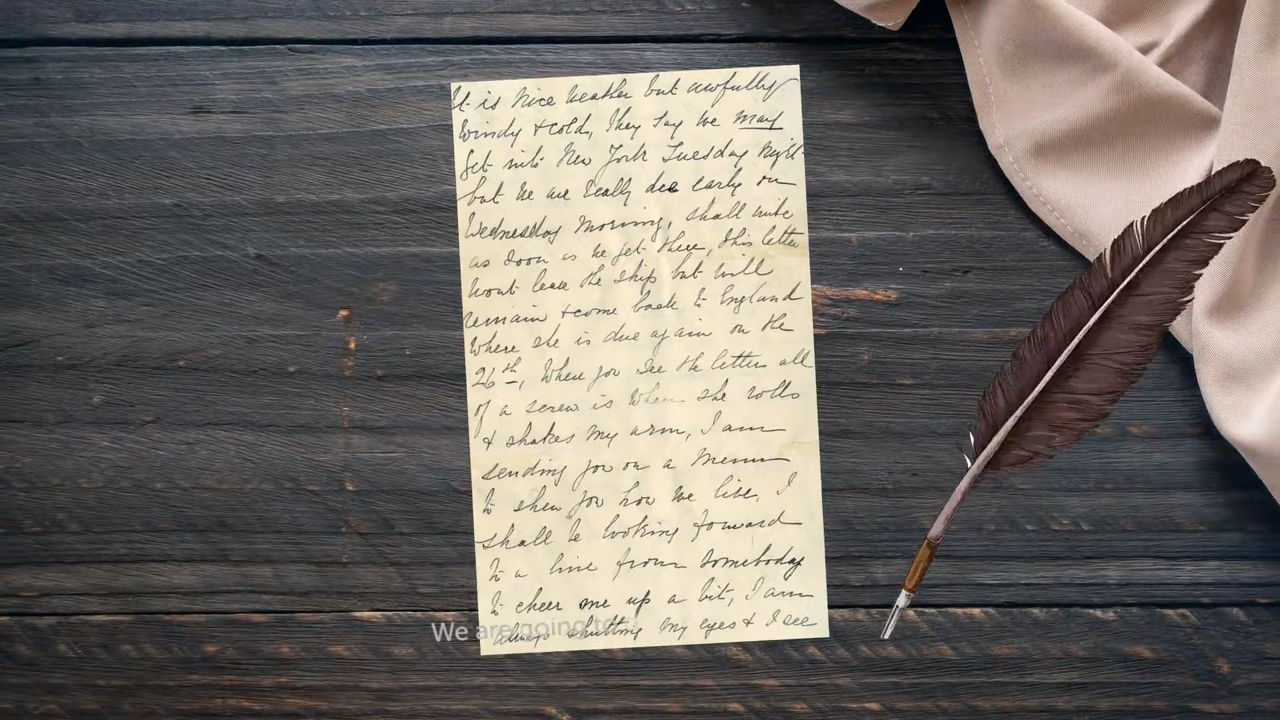 It is nice weather but awfully
windy & cold, They say we may
get into New York Tuesday night
but we are really due early on
Wednesday morning, shall write
as soon as we get there, this letter
wont leave the ship but will
remain & come back to England
where she is due again on the
26th, When you see the letters all
of a screw is when she rolls
& shakes my arm, I am
sending you on a Menu
to shew you how we live, I
shall be looking forward
to a line from somebody
to cheer me up a bit, I am
always shutting my eyes & I see
We are going to